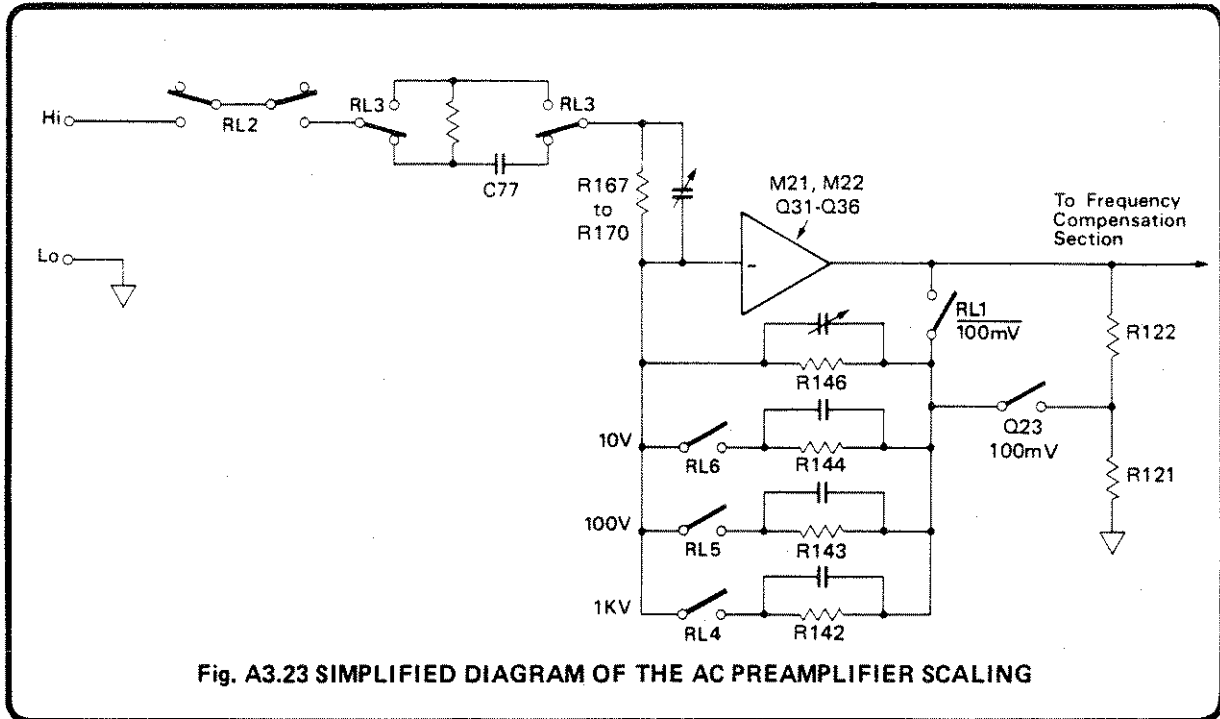 Hi
RL2
RL3
RL3
C77
R167
to
R170
M21, M22
Q31-Q36
To Frequency
Compensation
Section
Lo
-
RL1
100mV
R122
R146
Q23
100mV
10V
RL6
R144
R121
100V
RL5
R143
1KV
RL4
R142
Fig. A3.23 SIMPLIFIED DIAGRAM OF THE AC PREAMPLIFIER SCALING